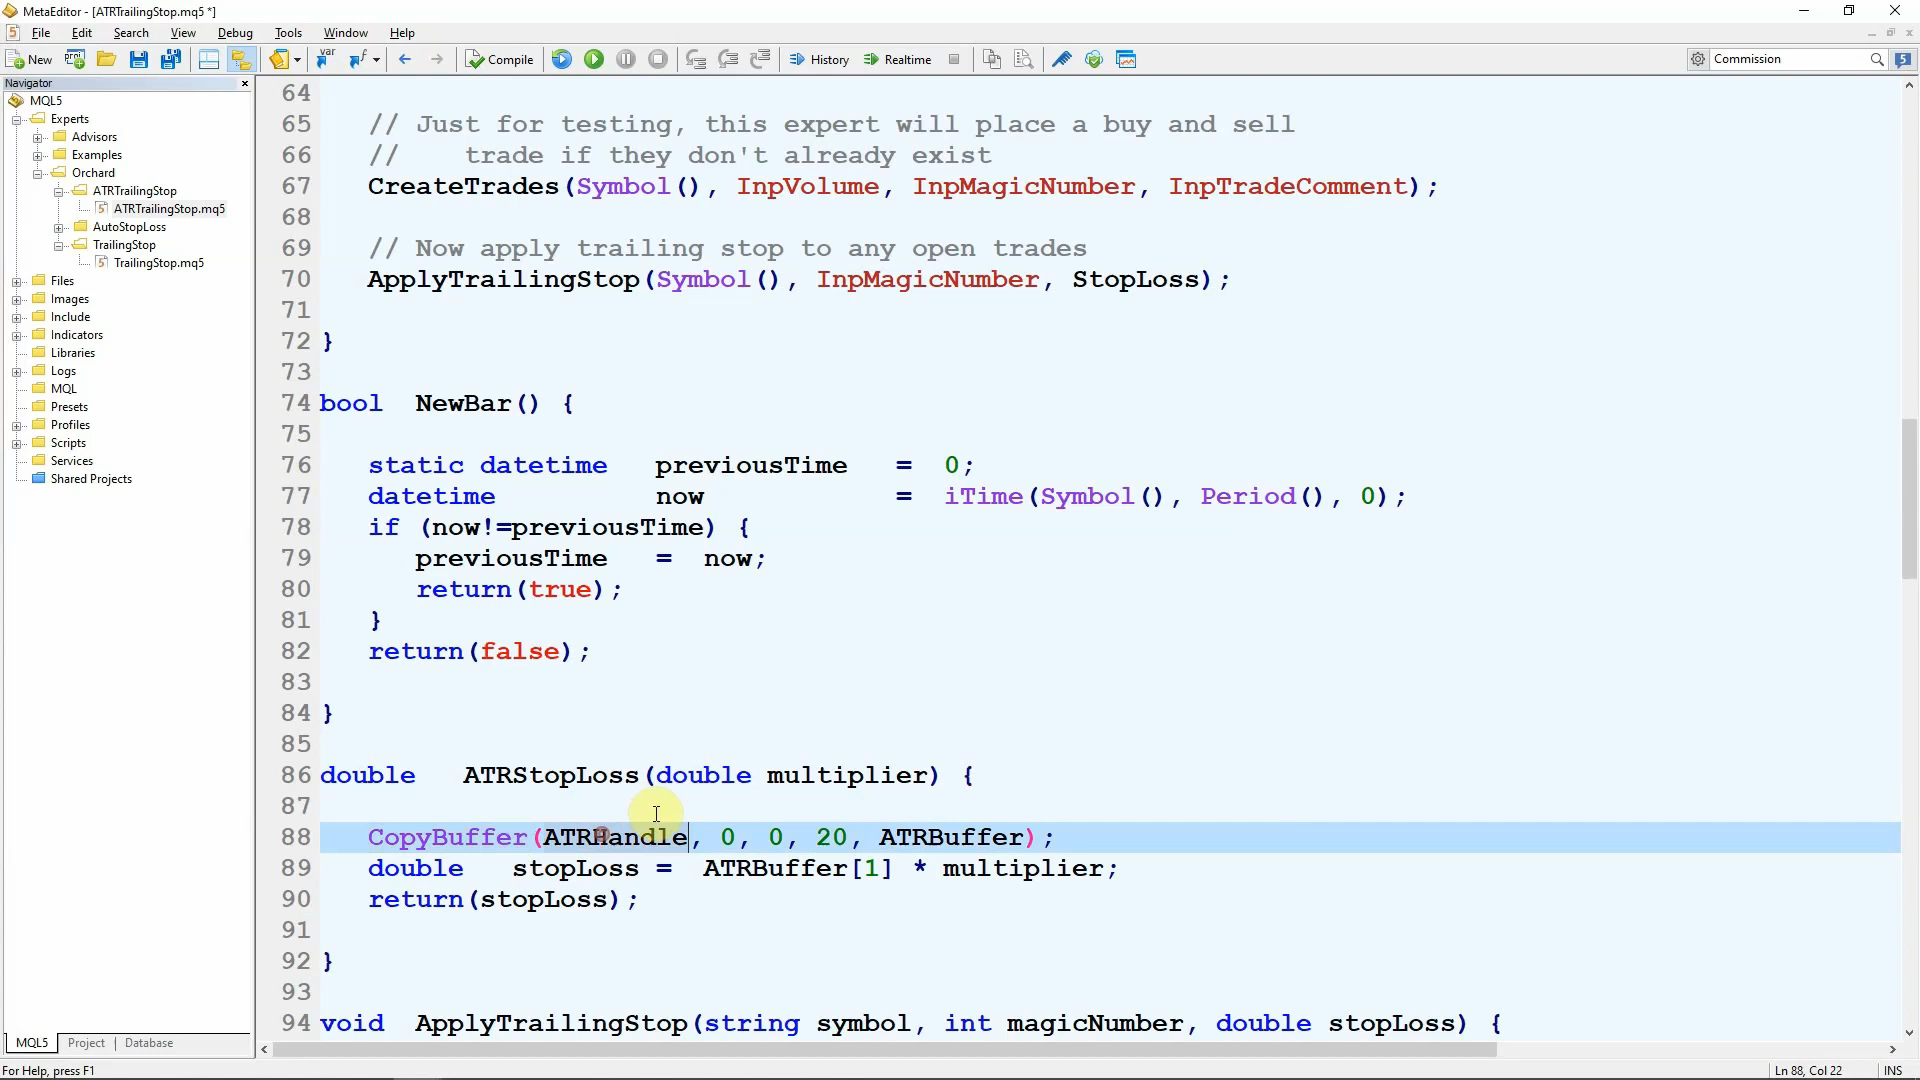 MetaEditor - [ATRTrailingStop.mq5 *]
File Edit Search View Debug Tools Window Help
New Compile History Realtime Commission
Navigator
MQL5
Experts
Advisors
Examples
Orchard
ATRTrailingStop
ATRTrailingStop.mq5
AutoStopLoss
TrailingStop
TrailingStop.mq5
Files
Images
Include
Indicators
Libraries
Logs
MQL
Presets
Profiles
Scripts
Services
Shared Projects
MQL5 Project Database
64
65 // Just for testing, this expert will place a buy and sell
66 // trade if they don't already exist
67 CreateTrades(Symbol(), InpVolume, InpMagicNumber, InpTradeComment);
68
69 // Now apply trailing stop to any open trades
70 ApplyTrailingStop(Symbol(), InpMagicNumber, StopLoss);
71
72 }
73
74 bool NewBar() {
75
76 static datetime previousTime = 0;
77 datetime now = iTime(Symbol(), Period(), 0);
78 if (now!=previousTime) {
79 previousTime = now;
80 return(true);
81 }
82 return(false);
83
84 }
85
86 double ATRStopLoss(double multiplier) {
87
88 CopyBuffer(ATRHandle, 0, 0, 20, ATRBuffer);
89 double stopLoss = ATRBuffer[1] * multiplier;
90 return(stopLoss);
91
92 }
93
94 void ApplyTrailingStop(string symbol, int magicNumber, double stopLoss) {
For Help, press F1
Ln 88, Col 22 INS